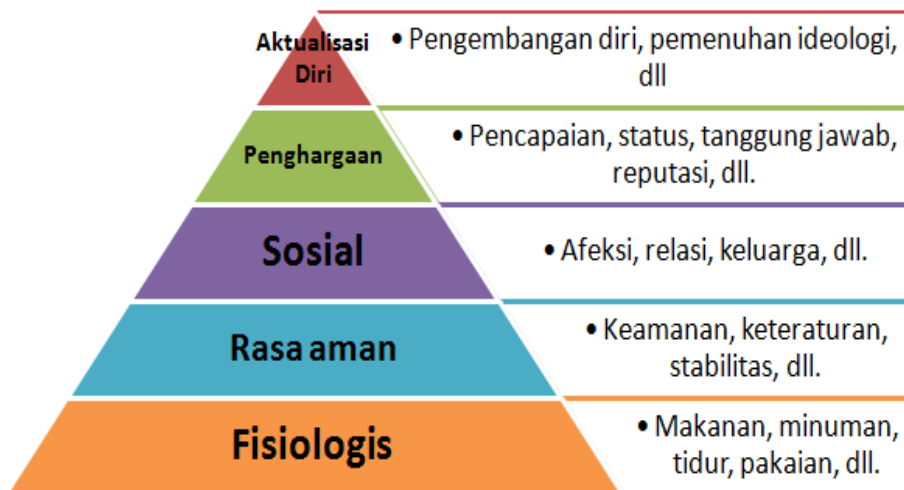 Aktualisasi
Diri
• Pengembangan diri, pemenuhan ideologi,
dll
Penghargaan
• Pencapaian, status, tanggung jawab,
reputasi, dll.
Sosial
• Afeksi, relasi, keluarga, dll.
Rasa aman
• Keamanan, keteraturan,
stabilitas, dll.
Fisiologis
• Makanan, minuman,
tidur, pakaian, dll.